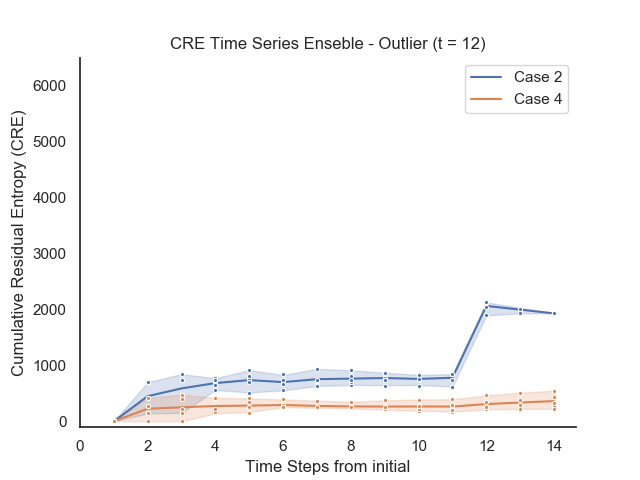 CRE Time Series Enseble - Outlier (t = 12)
Case 2
Case 4
Cumulative Residual Entropy (CRE)
6000
5000
4000
3000
2000
1000
0
0 2 4 6 8 10 12 14
Time Steps from initial